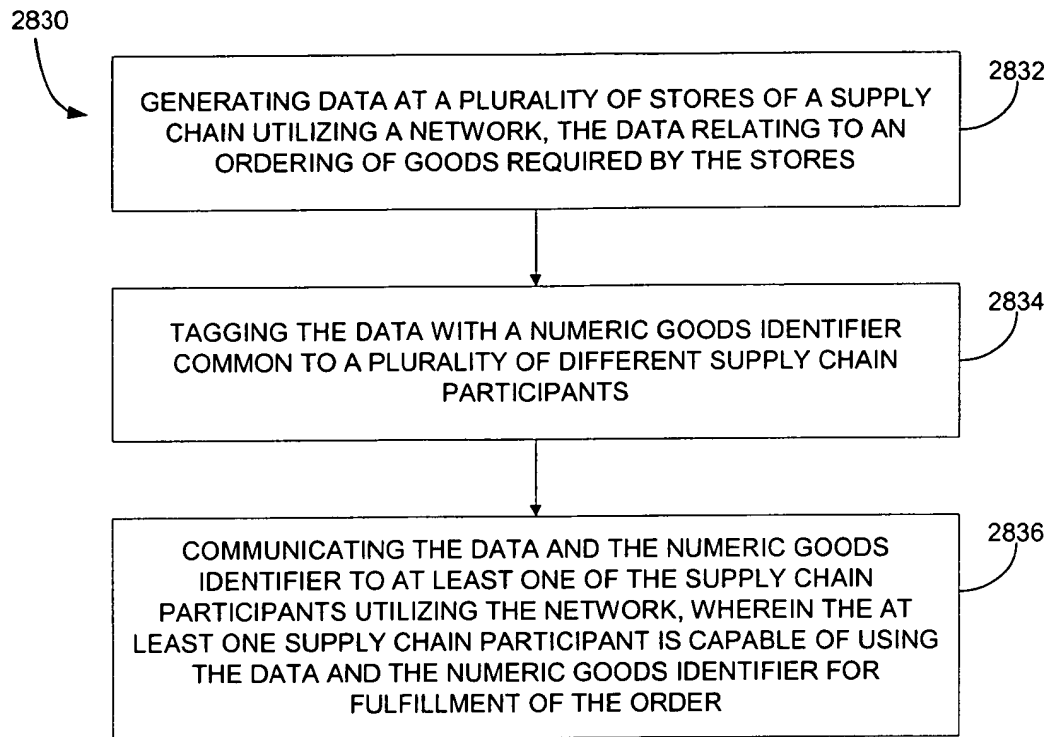 2830
2832
GENERATING DATA AT A PLURALITY OF STORES OF A SUPPLY
CHAIN UTILIZING A NETWORK, THE DATA RELATING TO AN
ORDERING OF GOODS REQUIRED BY THE STORES
2834
TAGGING THE DATA WITH A NUMERIC GOODS IDENTIFIER
COMMON TO A PLURALITY OF DIFFERENT SUPPLY CHAIN
PARTICIPANTS
2836
COMMUNICATING THE DATA AND THE NUMERIC GOODS
IDENTIFIER TO AT LEAST ONE OF THE SUPPLY CHAIN
PARTICIPANTS UTILIZING THE NETWORK, WHEREIN THE AT
LEAST ONE SUPPLY CHAIN PARTICIPANT IS CAPABLE OF USING
THE DATA AND THE NUMERIC GOODS IDENTIFIER FOR
FULFILLMENT OF THE ORDER